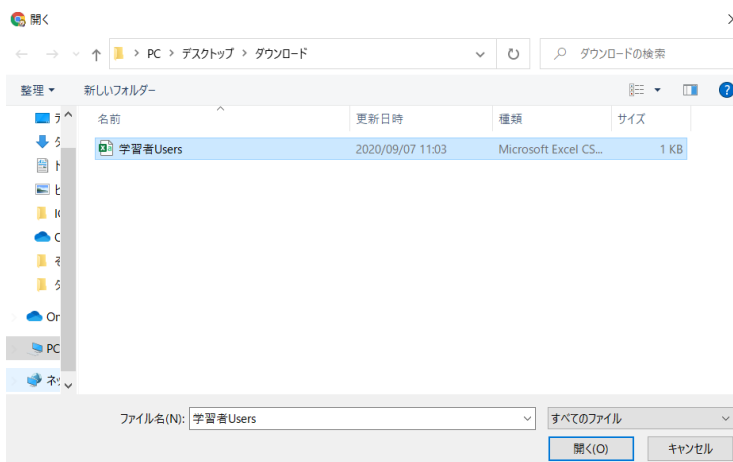 開く
PC > デスクトップ > ダウンロード
ダウンロードの検索
整理 新しいフォルダー
名前 更新日時 種類 サイズ
学習者Users 2020/09/07 11:03 Microsoft Excel CS... 1 KB
On
PC
ネッ
ファイル名(N): 学習者Users すべてのファイル
開く(O) キャンセル